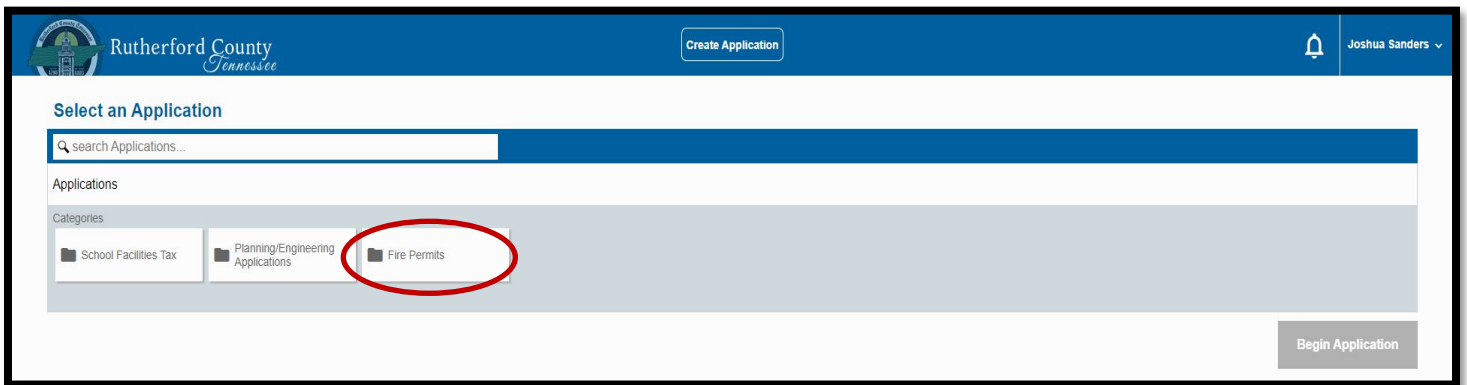 Rutherford County
Tennessee
Create Application
Joshua Sanders
Select an Application
search Applications...
Applications
Categories
School Facilities Tax
Planning/Engineering
Applications
Fire Permits
Begin Application